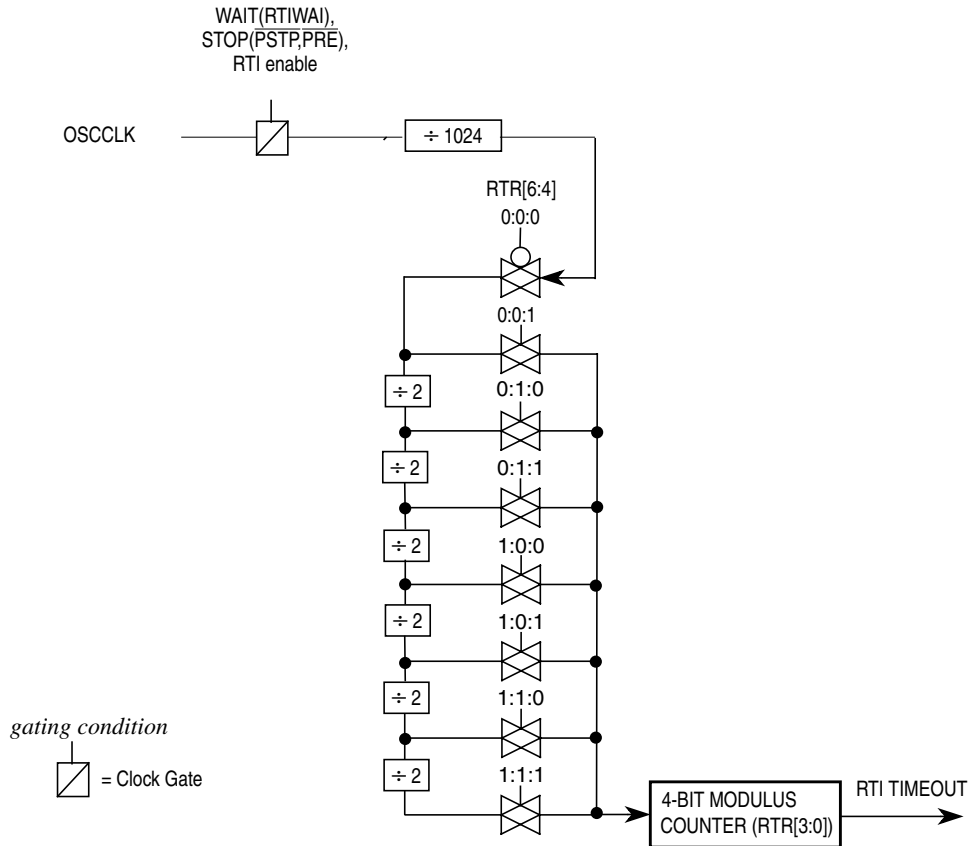 WAIT(RTIWAI),
STOP(PSTP,PRE),
RTI enable
OSCCLK
÷ 1024
RTR[6:4]
0:0:0
0:0:1
÷ 2
0:1:0
÷ 2
0:1:1
÷ 2
1:0:0
÷ 2
1:0:1
÷ 2
1:1:0
÷ 2
1:1:1
gating condition
= Clock Gate
4-BIT MODULUS
COUNTER (RTR[3:0])
RTI TIMEOUT